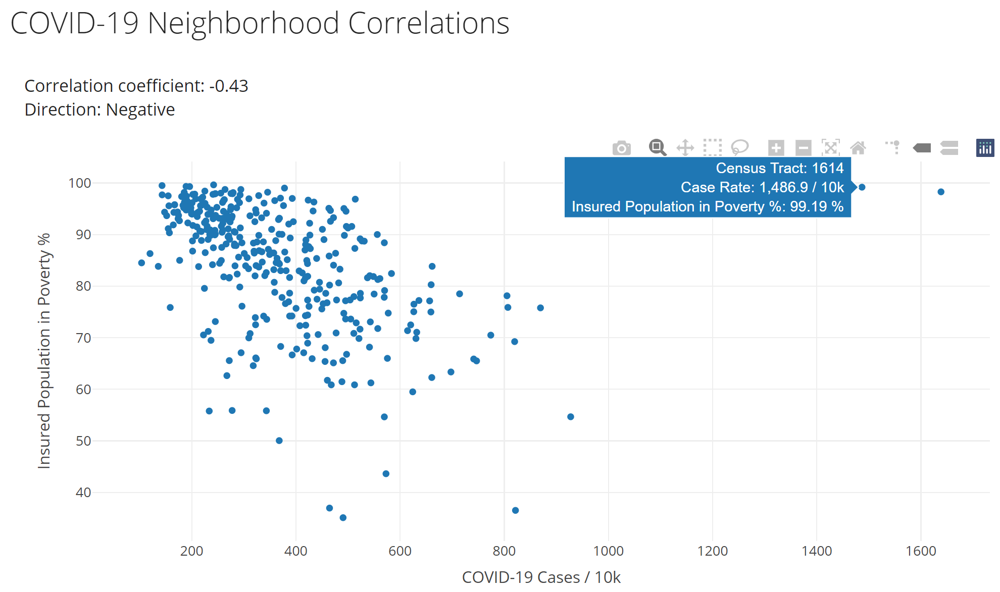 COVID-19 Neighborhood Correlations
Correlation coefficient: -0.43
Direction: Negative
Census Tract: 1614
Case Rate: 1,486.9 / 10k
Insured Population in Poverty %: 99.19 %
Insured Population in Poverty %
100
90
80
70
60
50
40
200 400 600 800 1000 1200 1400 1600
COVID-19 Cases / 10k